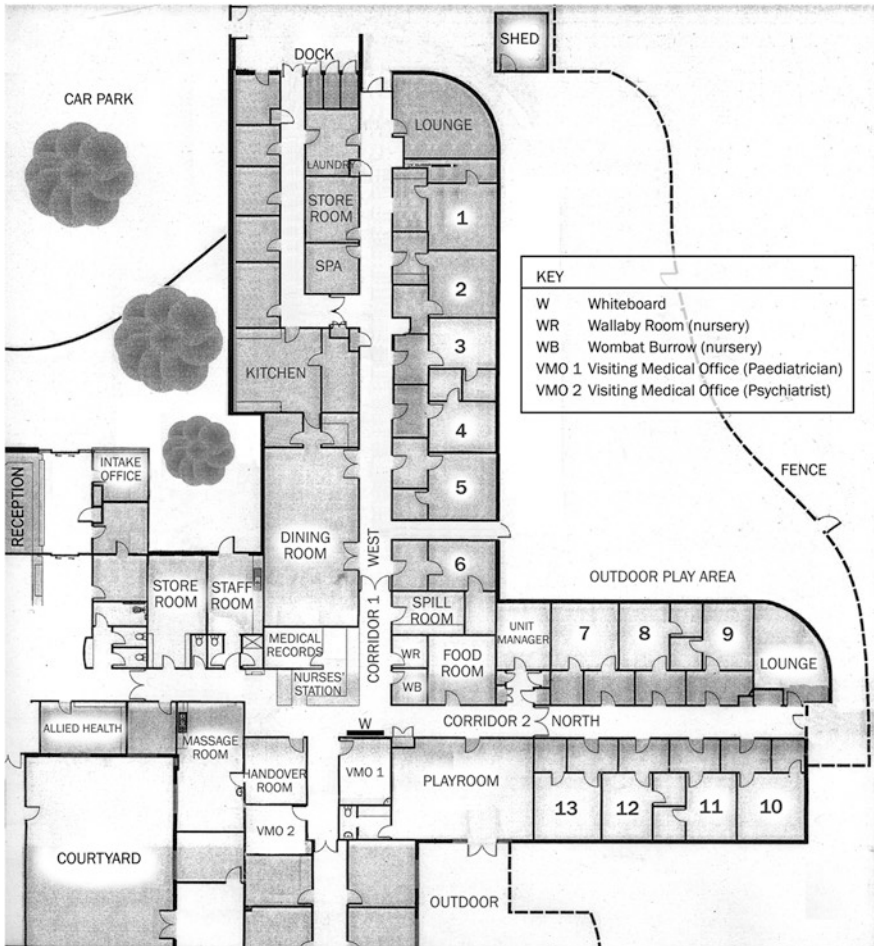 DOCK
SHED
CAR PARK
LOUNGE
LAUNDRY
STORE
ROOM
1
SPA
2
KEY
W Whiteboard
WR Wallaby Room (nursery)
WB Wombat Burrow (nursery)
VMO 1 Visiting Medical Office (Paediatrician)
VMO 2 Visiting Medical Office (Psychiatrist)
3
KITCHEN
4
INTAKE
OFFICE
RECEPTION
5
FENCE
DINING
ROOM
CORRIDOR 1 WEST
6
OUTDOOR PLAY AREA
STORE
ROOM
STAFF
ROOM
SPILL
ROOM
UNIT
MANAGER
7
8
9
LOUNGE
MEDICAL
RECORDS
WR
FOOD
ROOM
NURSES'
STATION
WB
W
CORRIDOR 2 NORTH
ALLIED HEALTH
MASSAGE
ROOM
HANDOVER
ROOM
VMO 1
PLAYROOM
13
12
11
10
VMO 2
COURTYARD
OUTDOOR